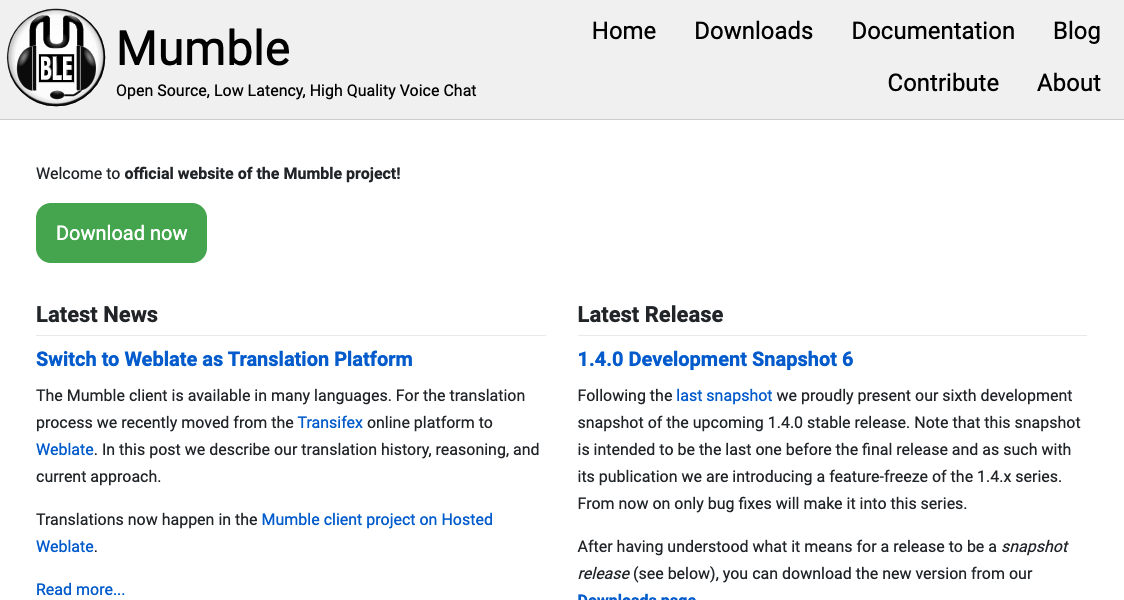 BLE
Mumble
Open Source, Low Latency, High Quality Voice Chat
Home Downloads Documentation Blog
Contribute About
Welcome to official website of the Mumble project!
Download now
Latest News
Switch to Weblate as Translation Platform
The Mumble client is available in many languages. For the translation
process we recently moved from the Transifex online platform to
Weblate. In this post we describe our translation history, reasoning, and
current approach.
Translations now happen in the Mumble client project on Hosted
Weblate.
Read more...
Latest Release
1.4.0 Development Snapshot 6
Following the last snapshot we proudly present our sixth development
snapshot of the upcoming 1.4.0 stable release. Note that this snapshot
is intended to be the last one before the final release and as such with
its publication we are introducing a feature-freeze of the 1.4.x series.
From now on only bug fixes will make it into this series.
After having understood what it means for a release to be a snapshot
release (see below), you can download the new version from our
Downloads page